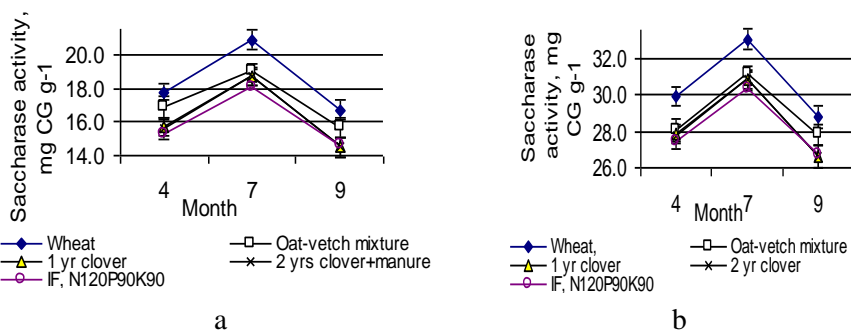 Saccharase activity,
mg CG g-1
20.0
18.0
16.0
14.0
4
7
9
Month
Wheat
Oat-vetch mixture
1 yr clover
2 yrs clover+manure
IF, N120P90K90
a
Saccharase
activity, mg
CG g-1
32.0
30.0
28.0
26.0
4
7
9
Month
Wheat,
Oat-vetch mixture
1 yr clover
2 yr clover
IF, N120P90K90
b